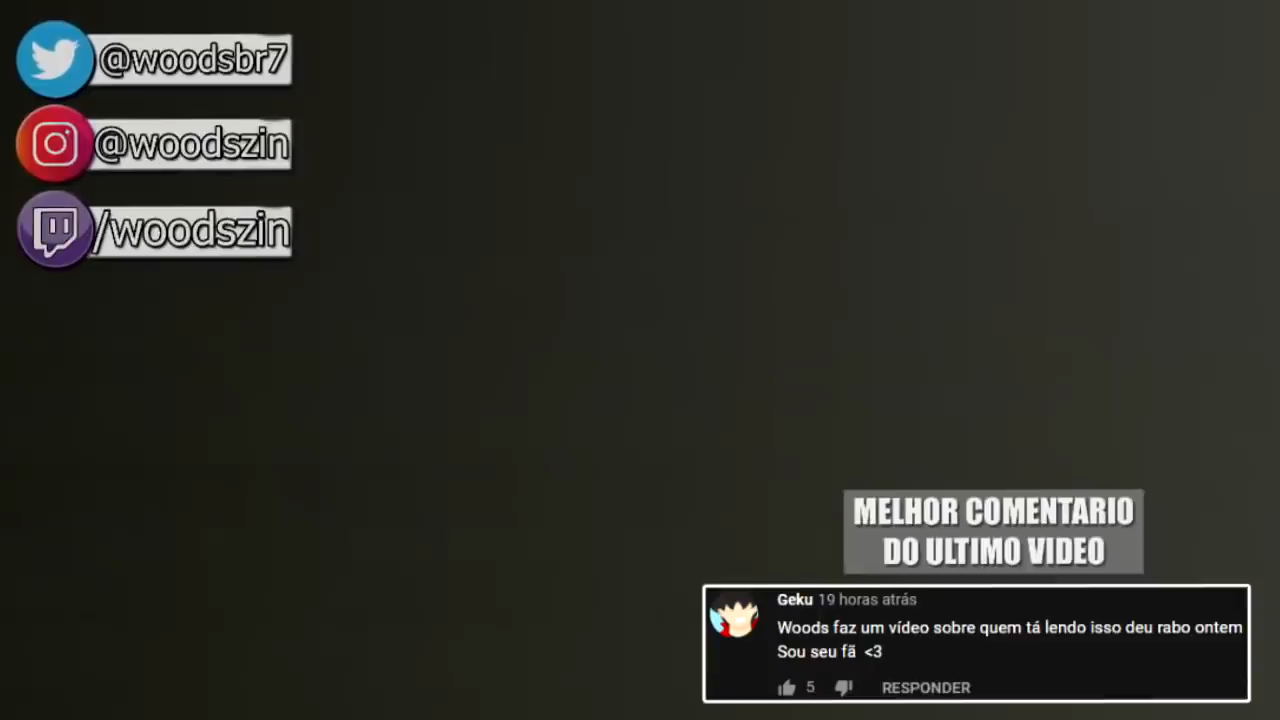 @woodsbr7
@woodszin
/woodszin
MELHOR COMENTARIO
DO ULTIMO VIDEO
Geku 19 horas atrás
Woods faz um vídeo sobre quem tá lendo isso deu rabo ontem
Sou seu fã <3
5 RESPONDER